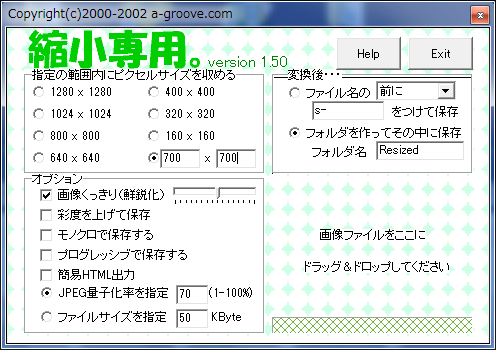 Copyright(c)2000-2002 a-groove.com
縮小専用。version 1.50
Help
Exit
指定の範囲内にピクセルサイズを収める
1280 x 1280
400 x 400
1024 x 1024
320 x 320
800 x 800
160 x 160
640 x 640
700 x 700
変換後・・・
ファイル名の 前に
s-
をつけて保存
フォルダを作ってその中に保存
フォルダ名 Resized
オプション
画像くっきり(鮮鋭化)
彩度を上げて保存
モノクロで保存する
プログレッシブで保存する
簡易HTML出力
JPEG量子化率を指定 70 (1-100%)
ファイルサイズを指定 50 KByte
画像ファイルをここに
ドラッグ&ドロップしてください